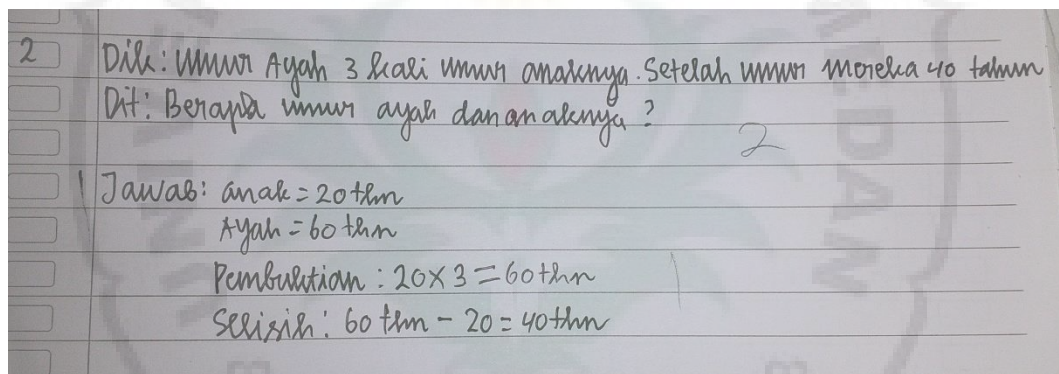 2 Dik: Umur Ayah 3 kali umur anaknya. Setelah umur mereka 40 tahun
Dit: Berapa umur ayah dan anaknya?
2
Jawab: anak = 20 thn
Ayah = 60 thn
Pembuktian : 20 x 3 = 60 thn
Selisih : 60 thn - 20 = 40 thn